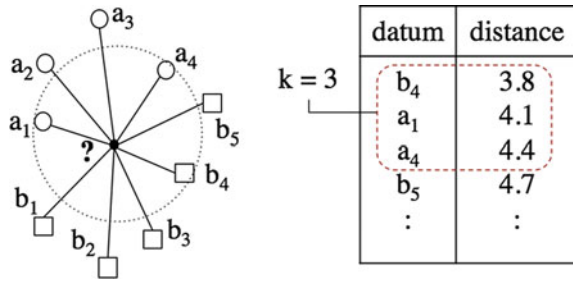 a₃
a₂
a₄
a₁
?
b₅
b₄
b₁
b₃
b₂
k = 3
datum distance
b₄ 3.8
a₁ 4.1
a₄ 4.4
b₅ 4.7
: :